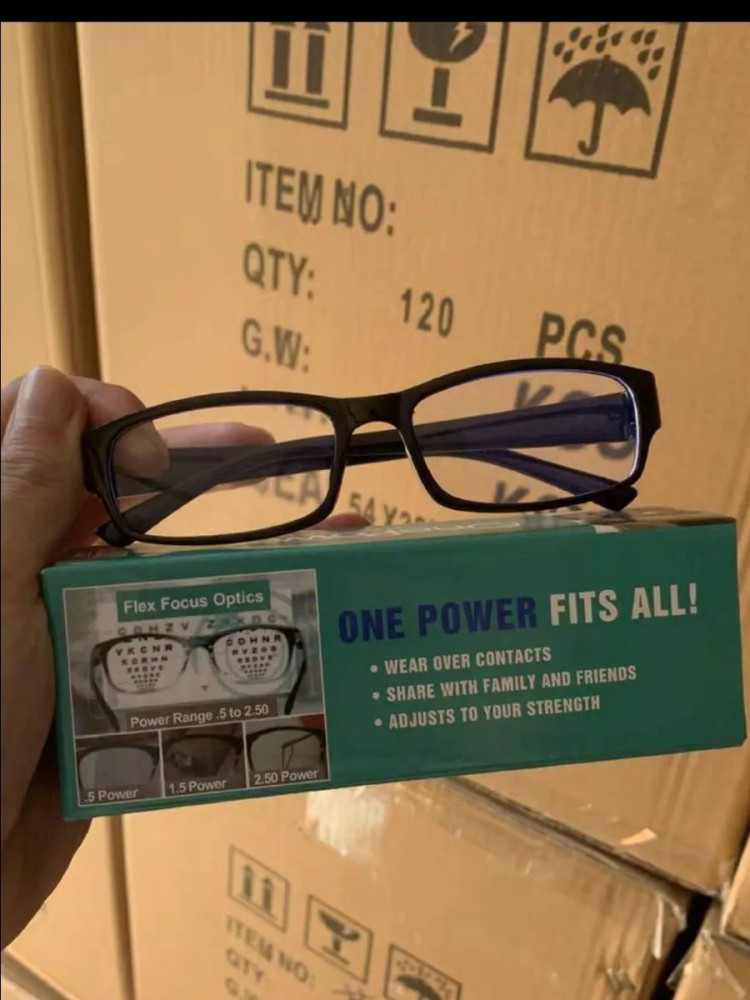 ITEM NO:
QTY: 120 PCS
G.W:
54 X
Flex Focus Optics
Power Range .5 to 2.50
.5 Power
1.5 Power
2.50 Power
ONE POWER FITS ALL!
• WEAR OVER CONTACTS
• SHARE WITH FAMILY AND FRIENDS
• ADJUSTS TO YOUR STRENGTH
ITEM NO:
QTY